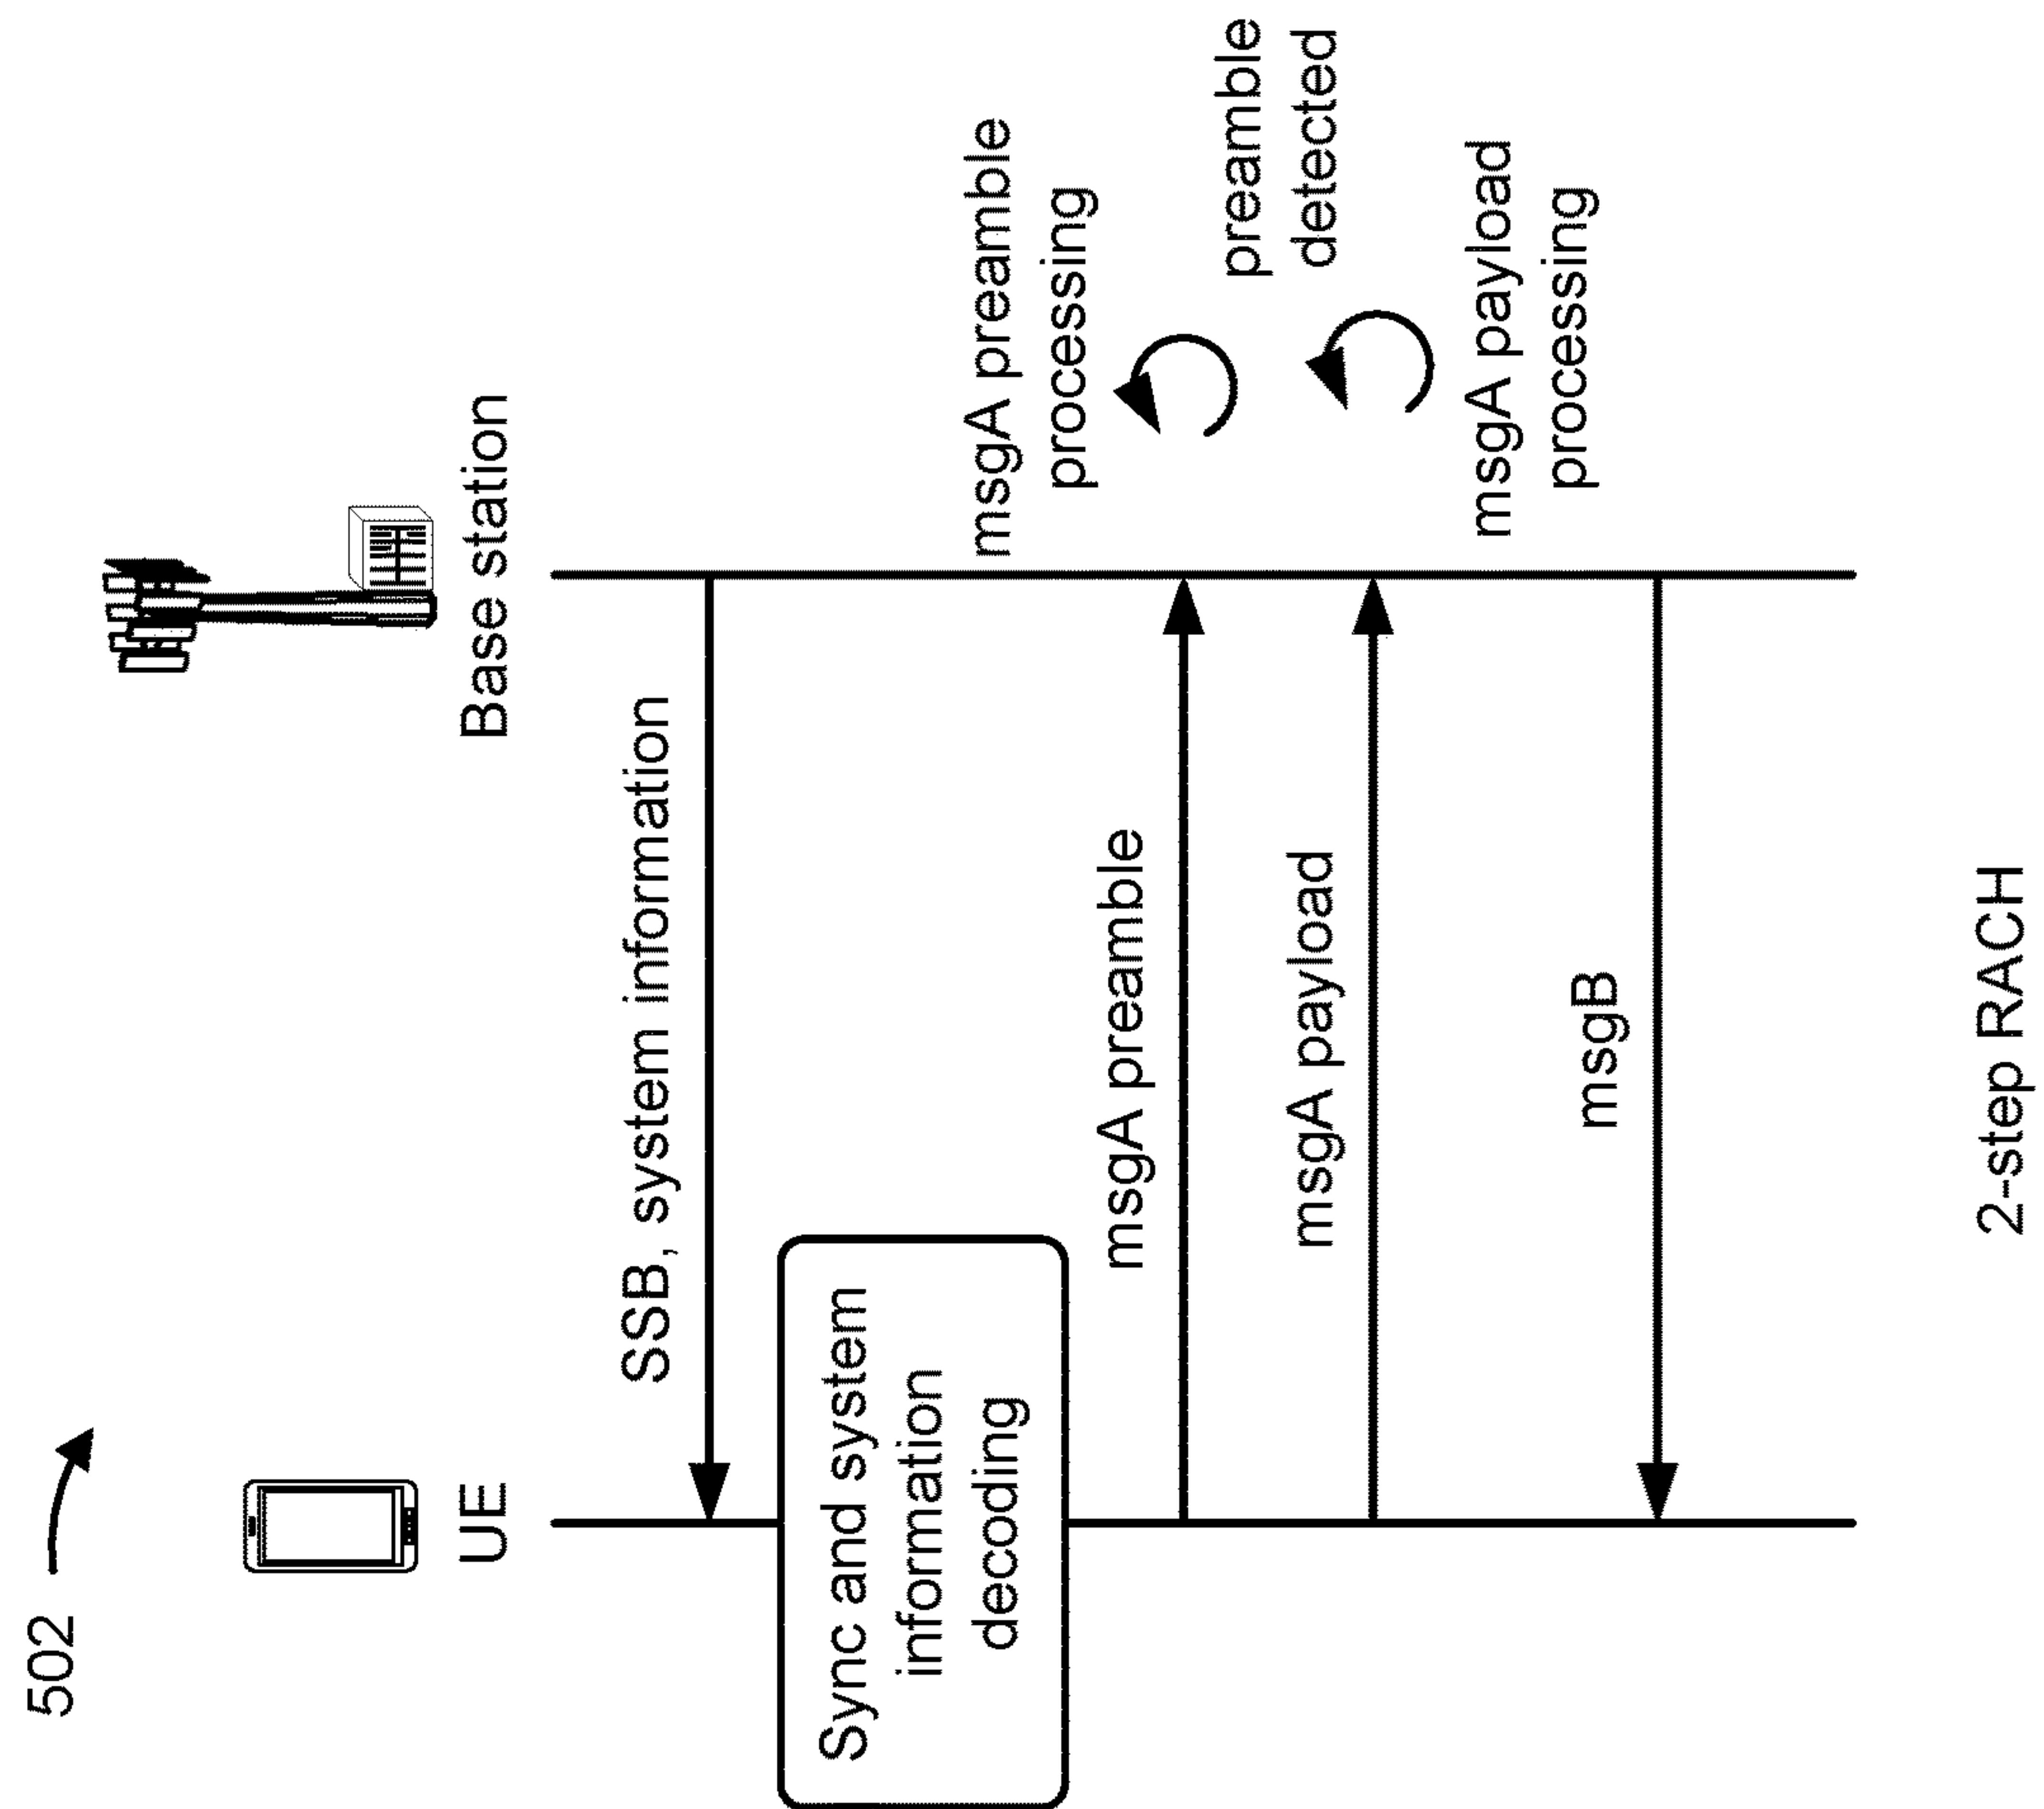 502
UE
Base station
SSB, system information
Sync and system
information
decoding
msgA preamble
msgA preamble
processing
preamble
detected
msgA payload
msgA payload
processing
msgB
2-step RACH